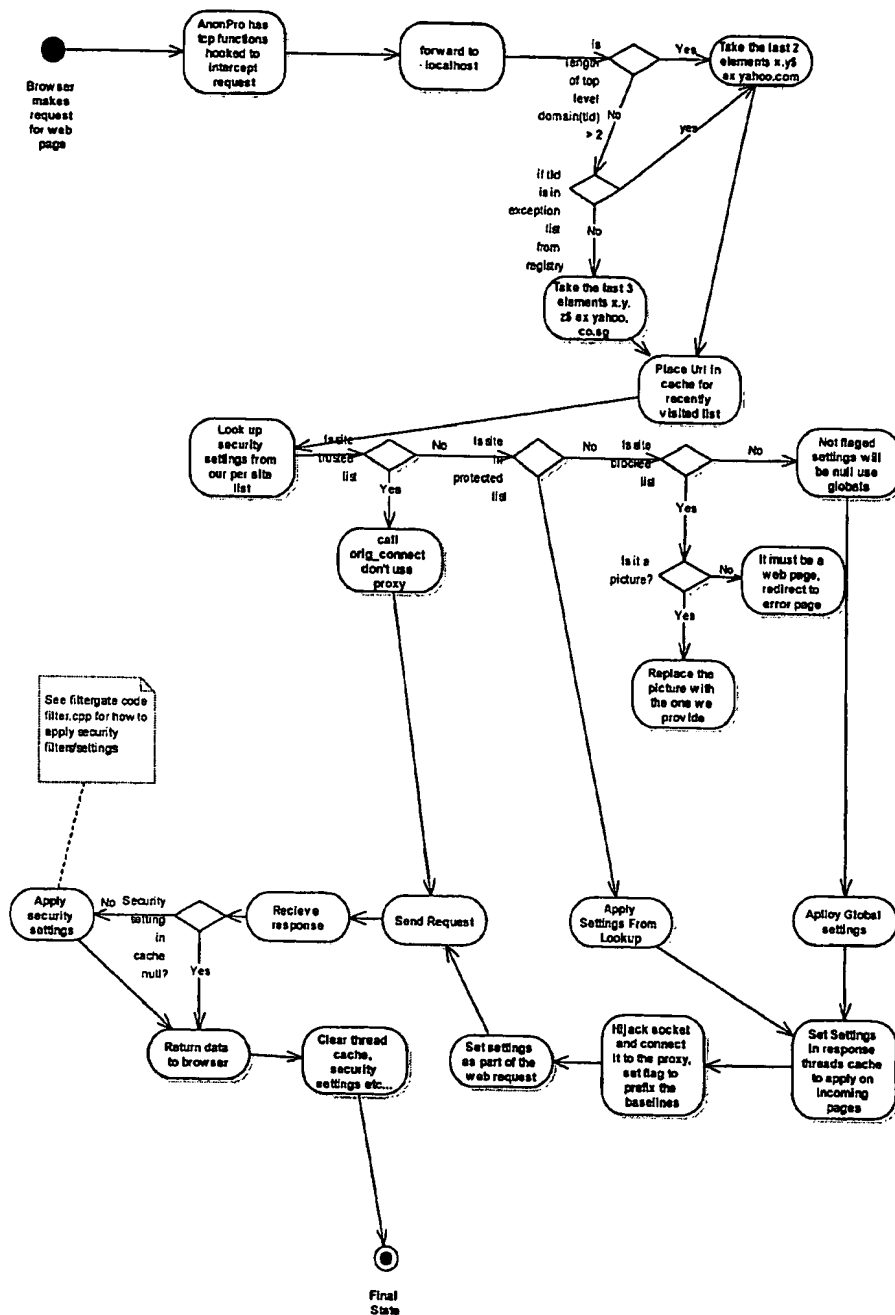 AnonPro has
tcp functions
hooked to
intercept
request
Browser
makes
request
for web
page
forward to
- localhost
is
length
of top
level
domain(tld)
> 2
Yes
Take the last 2
elements x.y$
ex yahoo.com
No
yes
if tld
is in
exception
list
from
registry
No
Take the last 3
elements x.y.
z$ ex yahoo.
co.sg
Place Url in
cache for
recently
visited list
Look up
security
settings from
our per site
list
Is site
trusted
list
No
Is site
in
protected
list
No
Is site
blocked
list
No
Not flaged
settings will
be null use
globals
Yes
call
orig_connect
don't use
proxy
Yes
Is it a
picture?
No
It must be a
web page,
redirect to
error page
Yes
Replace the
picture with
the one we
provide
See filtergate code
filter.cpp for how to
apply security
filters/settings
Apply
security
settings
No
Security
setting
in
cache
null?
Yes
Recieve
response
Send Request
Apply
Settings From
Lookup
Apploy Global
settings
Return data
to browser
Clear thread
cache,
security
settings etc...
Set settings
as part of the
web request
Hijack socket
and connect
it to the proxy,
set flag to
prefix the
baselines
Set Settings
in response
threads cache
to apply on
incoming
pages
Final
State